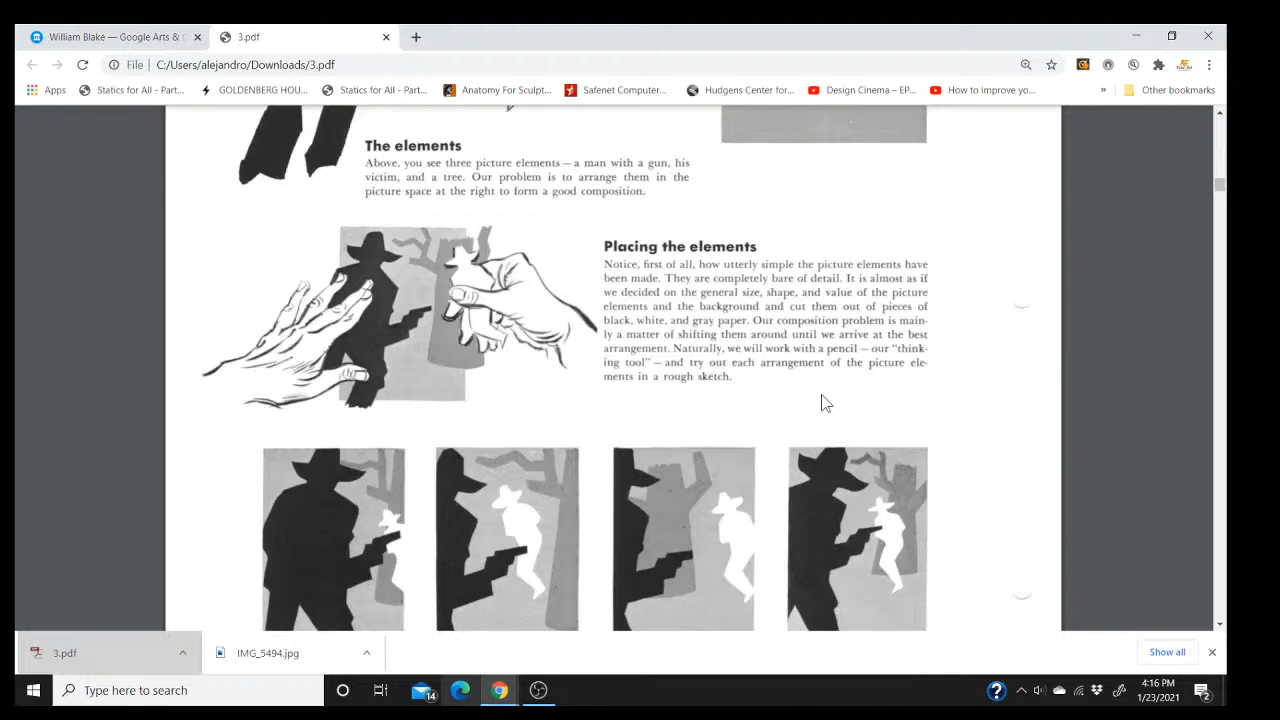 William Blake — Google Arts &
3.pdf
File | C:/Users/alejandro/Downloads/3.pdf
Apps Statics for All - Part... GOLDENBERG HOU... Statics for All - Part... Anatomy For Sculpt... Safenet Computer... Hudgens Center for... Design Cinema – EP... How to Improve yo... » Other bookmarks
The elements
Above, you see three picture elements — a man with a gun, his
victim, and a tree. Our problem is to arrange them in the
picture space at the right to form a good composition.
Placing the elements
Notice, first of all, how utterly simple the picture elements have
been made. They are completely bare of detail. It is almost as if
we decided on the general size, shape, and value of the picture
elements and the background and cut them out of pieces of
black, white, and gray paper. Our composition problem is main-
ly a matter of shifting them around until we arrive at the best
arrangement. Naturally, we will work with a pencil — our "think-
ing tool" — and try out each arrangement of the picture ele-
ments in a rough sketch.
3.pdf
IMG_5494.jpg
Show all
Type here to search
14
4:16 PM
1/23/2021
2